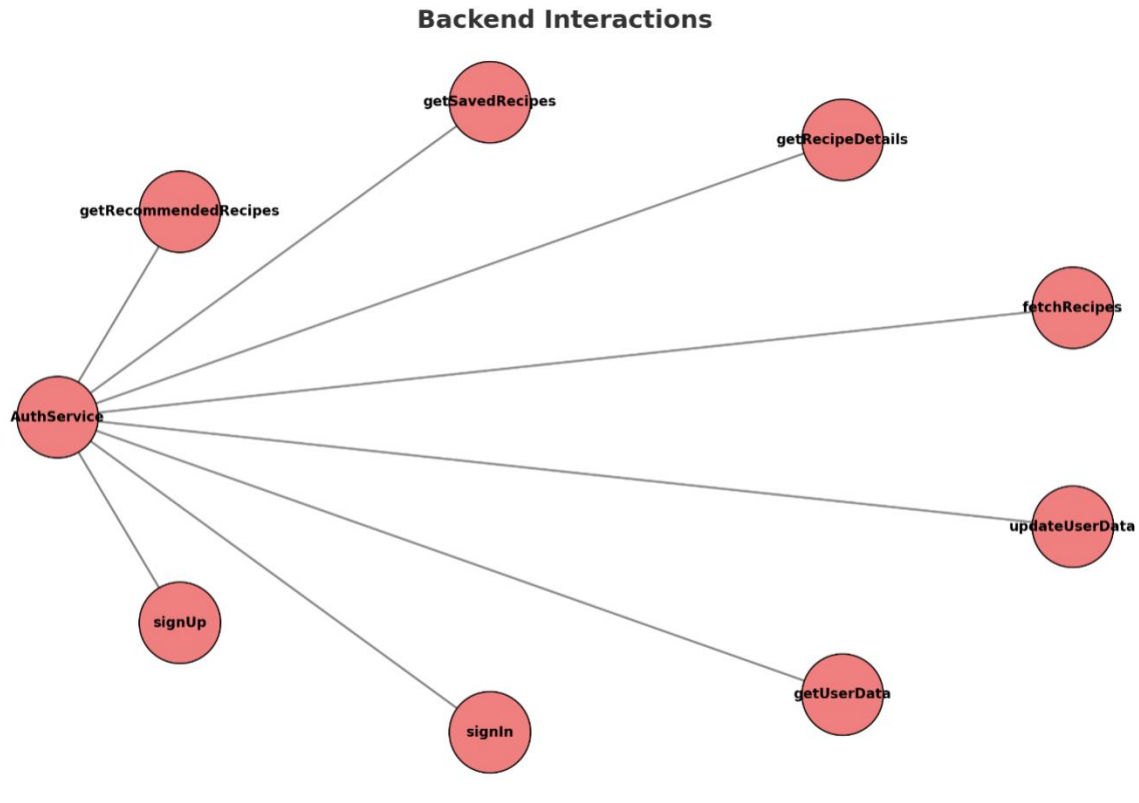 Backend Interactions
getSavedRecipes
getRecipeDetails
getRecommendedRecipes
fetchRecipes
AuthService
updateUserData
signUp
getUserData
signIn